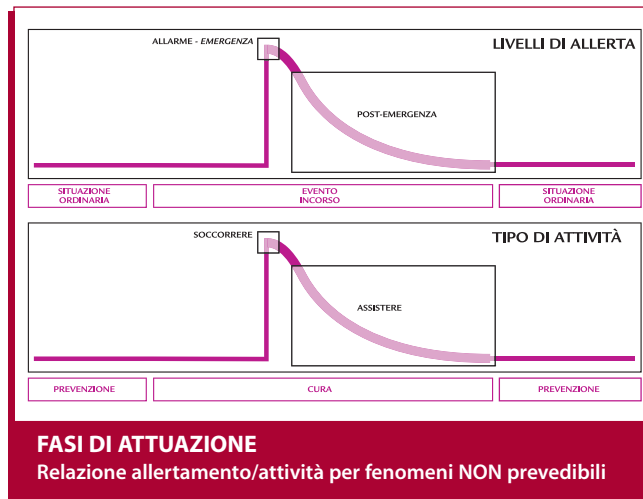 LIVELLI DI ALLERTA
ALLARME - EMERGENZA
POST-EMERGENZA
SITUAZIONE
ORDINARIA
EVENTO
INCORSO
SITUAZIONE
ORDINARIA
TIPO DI ATTIVITÀ
SOCCORRERE
ASSISTERE
PREVENZIONE
CURA
PREVENZIONE
FASI DI ATTUAZIONE
Relazione allertamento/attività per fenomeni NON prevedibili